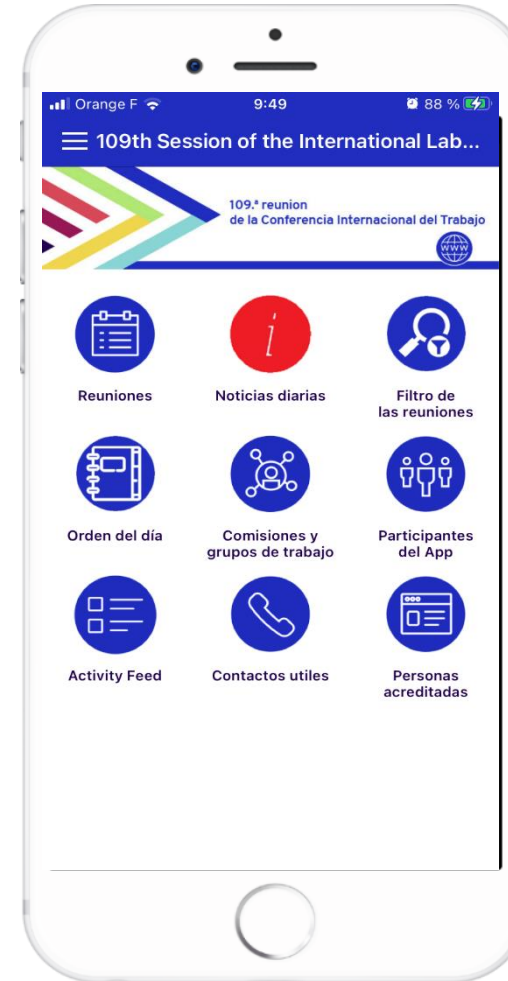 Orange F 9:49 88 %
109th Session of the International Lab...
109.ª reunion
de la Conferencia Internacional del Trabajo
www
i
Reuniones Noticias diarias Filtro de
las reuniones
Orden del día Comisiones y Participantes
grupos de trabajo del App
Activity Feed Contactos utiles Personas
acreditadas